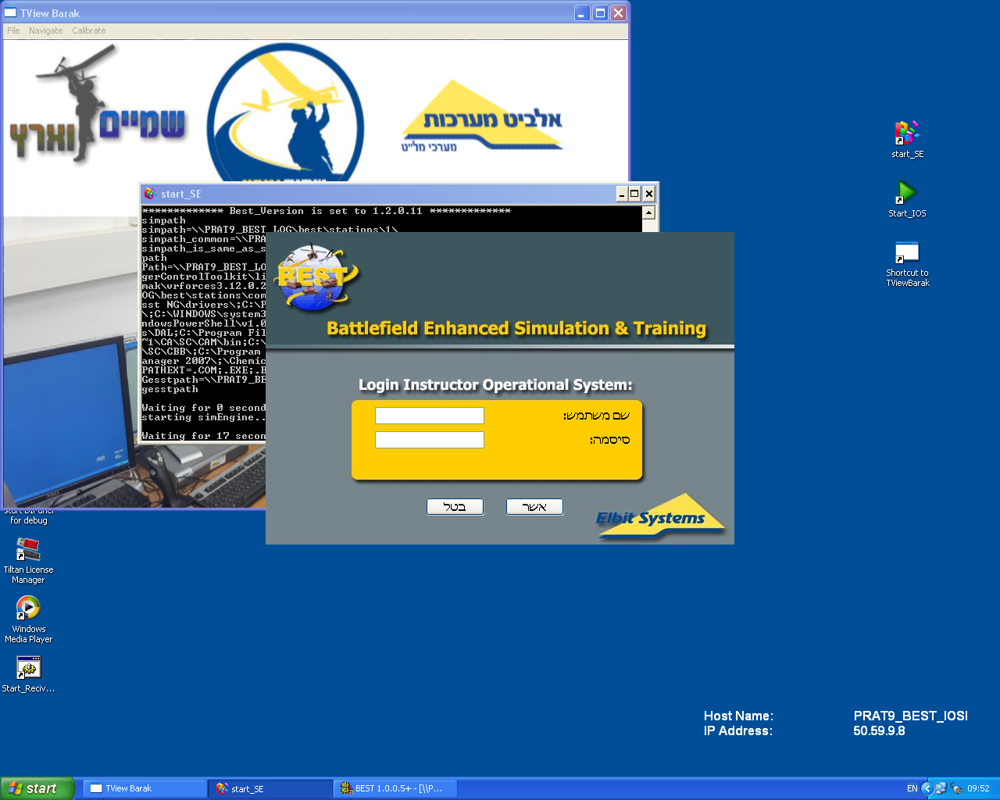 TView Barak
File Navigate Calibrate
שמיים וארץ
אלביט מערכות
מערכי מל"ט
start_SE
************* Best_Version is set to 1.2.0.11 *************
simpath
simpath=\\PRAT9_BEST_LOG\best\stations\1\
simpath_common=\\PRA
simpath_is_same_as_s
path
Path=\\PRAT9_BEST_LO
gerControlToolkit\li
mak\vrforces3.12.0.2
OG\best\stations\com
sst NG\drivers\;C:\P
\;C:\WINDOWS\system3
ndowsPowerShell\v1.0
s\DAL;C:\Program Fil
~1\CA\SC\CAM\bin;C:\
\SC\CBB\;C:\Program
anager 2007\;\Chemic
PATHEXT=.COM;.EXE;.B
Gesstpath=\\PRAT9_BE
gesstpath
Waiting for 0 second
starting simEngine..
Waiting for 17 secon
BEST
Battlefield Enhanced Simulation & Training
Login Instructor Operational System:
שם משתמש:
סיסמה:
בטל
אשר
Elbit Systems
start_SE
Start_IOS
Shortcut to
TViewBarak
for debug
Tiltan License
Manager
Windows
Media Player
Start_Reciv...
Host Name: PRAT9_BEST_IOSI
IP Address: 50.59.9.8
start
TView Barak
start_SE
BEST 1.0.0.5+ - [\\P...
EN
09:52